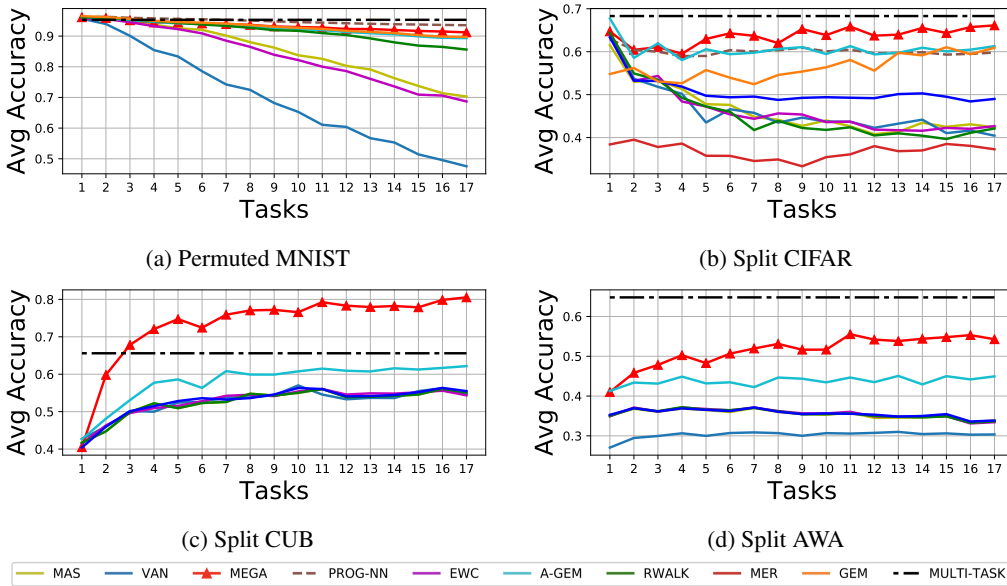 Avg Accuracy
0.9
0.8
0.7
0.6
0.5
1 2 3 4 5 6 7 8 9 10 11 12 13 14 15 16 17
Tasks
(a) Permuted MNIST
Avg Accuracy
0.7
0.6
0.5
0.4
1 2 3 4 5 6 7 8 9 10 11 12 13 14 15 16 17
Tasks
(b) Split CIFAR
Avg Accuracy
0.8
0.7
0.6
0.5
0.4
1 2 3 4 5 6 7 8 9 10 11 12 13 14 15 16 17
Tasks
(c) Split CUB
Avg Accuracy
0.6
0.5
0.4
0.3
1 2 3 4 5 6 7 8 9 10 11 12 13 14 15 16 17
Tasks
(d) Split AWA
MAS VAN MEGA PROG-NN EWC A-GEM RWALK MER GEM MULTI-TASK